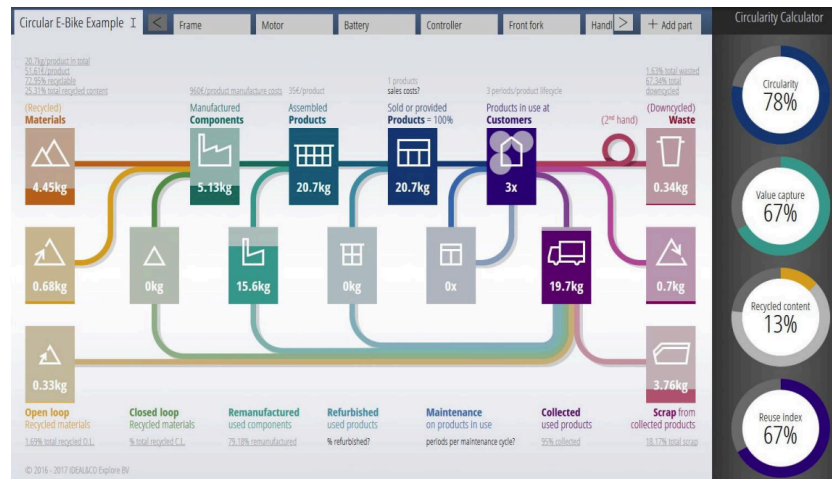 Circular E-Bike Example
<
Frame
Motor
Battery
Controller
Front fork
Handl
>
+ Add part
Circularity Calculator
20.7kg/product in total
51.61€/product
72.95% recyclable
25.31% total recycled content
960€/product manufacture costs
35€/product
1 products
sales costs?
3 periods/product lifecycle
1.63% total wasted
67.34% total
downcycled
(Recycled)
Materials
Manufactured
Components
Assembled
Products
Sold or provided
Products = 100%
Products in use at
Customers
(2nd hand)
(Downcycled)
Waste
4.45kg
5.13kg
20.7kg
20.7kg
3x
0.34kg
0.68kg
0kg
15.6kg
0kg
0x
19.7kg
0.7kg
0.33kg
3.76kg
Open loop
Recycled materials
1.69% total recycled O.L.
Closed loop
Recycled materials
% total recycled C.L.
Remanufactured
used components
79.18% remanufactured
Refurbished
used products
% refurbished?
Maintenance
on products in use
periods per maintenance cycle?
Collected
used products
95% collected
Scrap from
collected products
18.17% total scrap
Circularity
78%
Value capture
67%
Recycled content
13%
Reuse index
67%
© 2016 - 2017 IDEAL&CO Explore BV